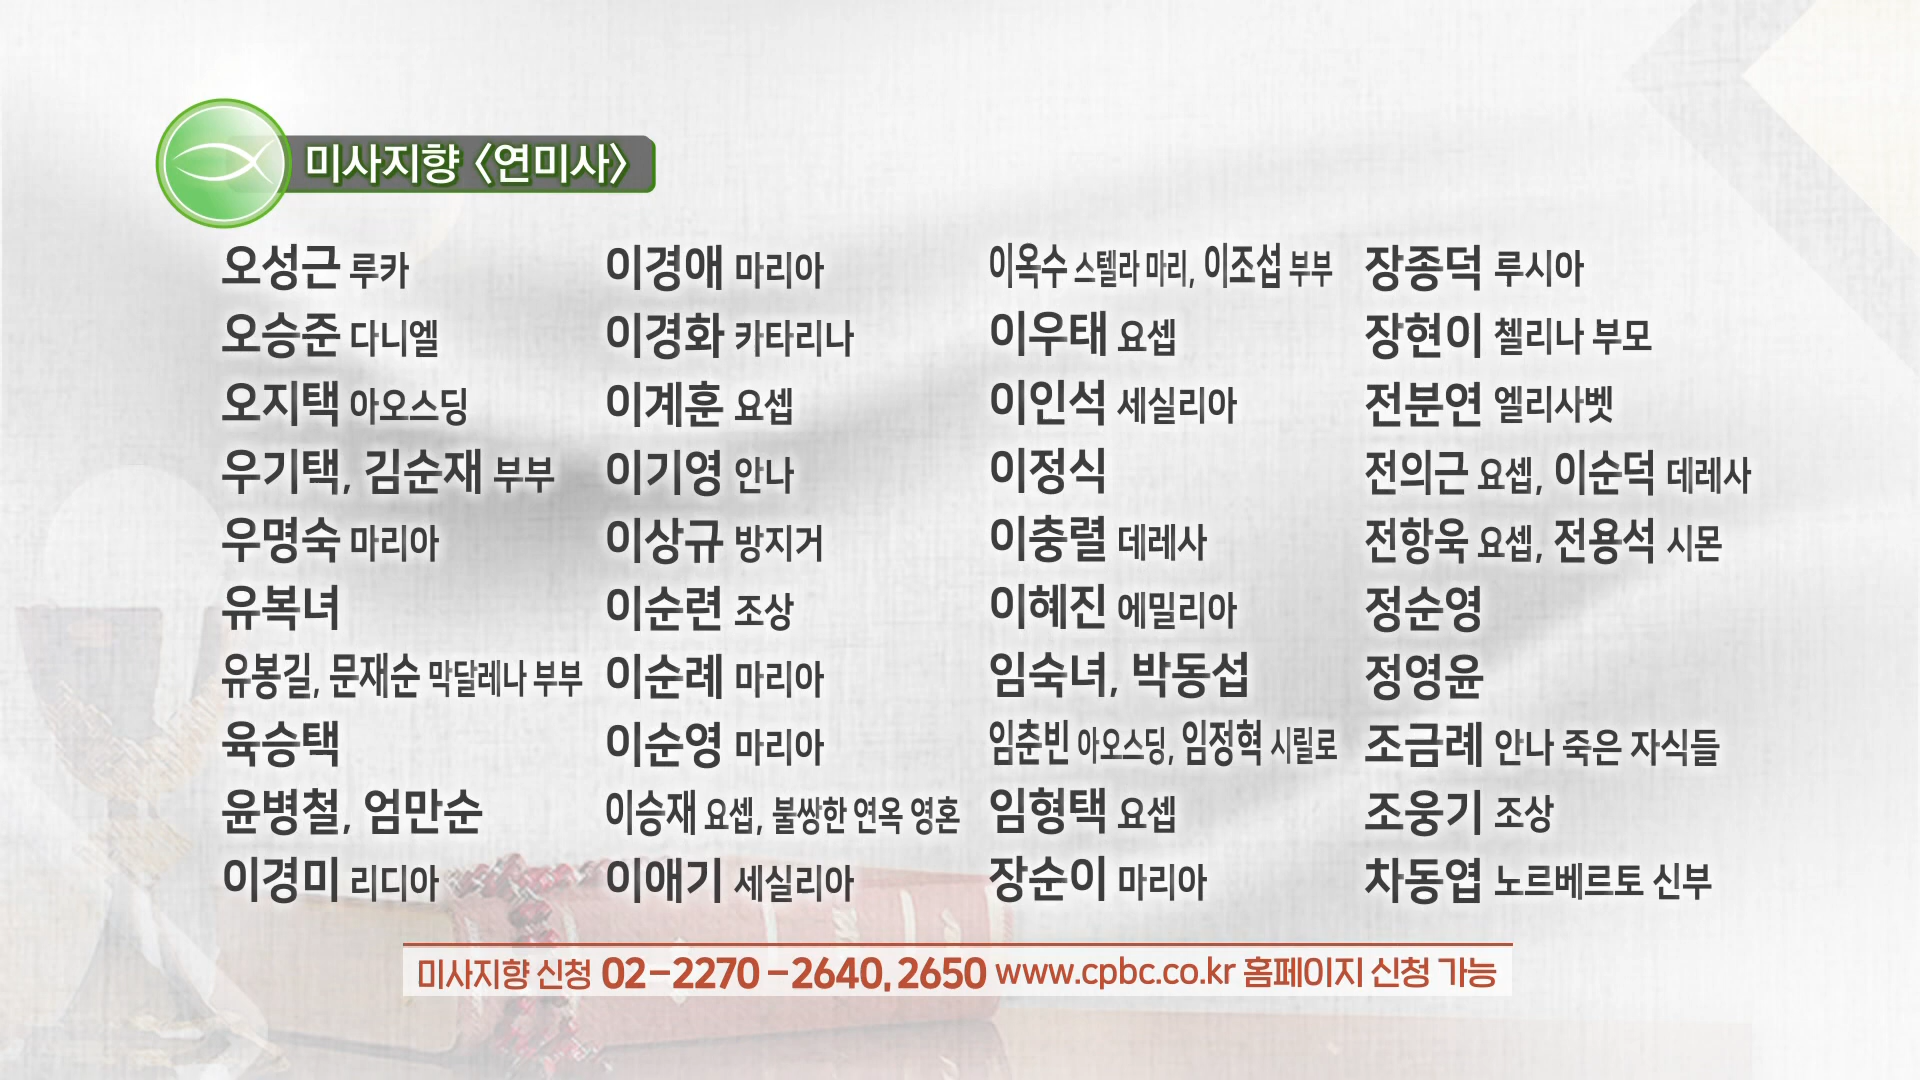 미사지향 〈연미사〉
오성근 루카
오승준 다니엘
오지택 아오스딩
우기택, 김순재 부부
우명숙 마리아
유복녀
유봉길, 문재순 막달레나 부부
육승택
윤병철, 엄만순
이경미 리디아
이경애 마리아
이경화 카타리나
이계훈 요셉
이기영 안나
이상규 방지거
이순련 조상
이순례 마리아
이순영 마리아
이승재 요셉, 불쌍한 연옥 영혼
이애기 세실리아
이옥수 스텔라 마리, 이조섭 부부
이우태 요셉
이인석 세실리아
이정식
이충렬 데레사
이혜진 에밀리아
임숙녀, 박동섭
임춘빈 아오스딩, 임정혁 시릴로
임형택 요셉
장순이 마리아
장종덕 루시아
장현이 첼리나 부모
전분연 엘리사벳
전의근 요셉, 이순덕 데레사
전항욱 요셉, 전용석 시몬
정순영
정영윤
조금례 안나 죽은 자식들
조웅기 조상
차동엽 노르베르토 신부
미사지향 신청 02-2270-2640, 2650 www.cpbc.co.kr 홈페이지 신청 가능